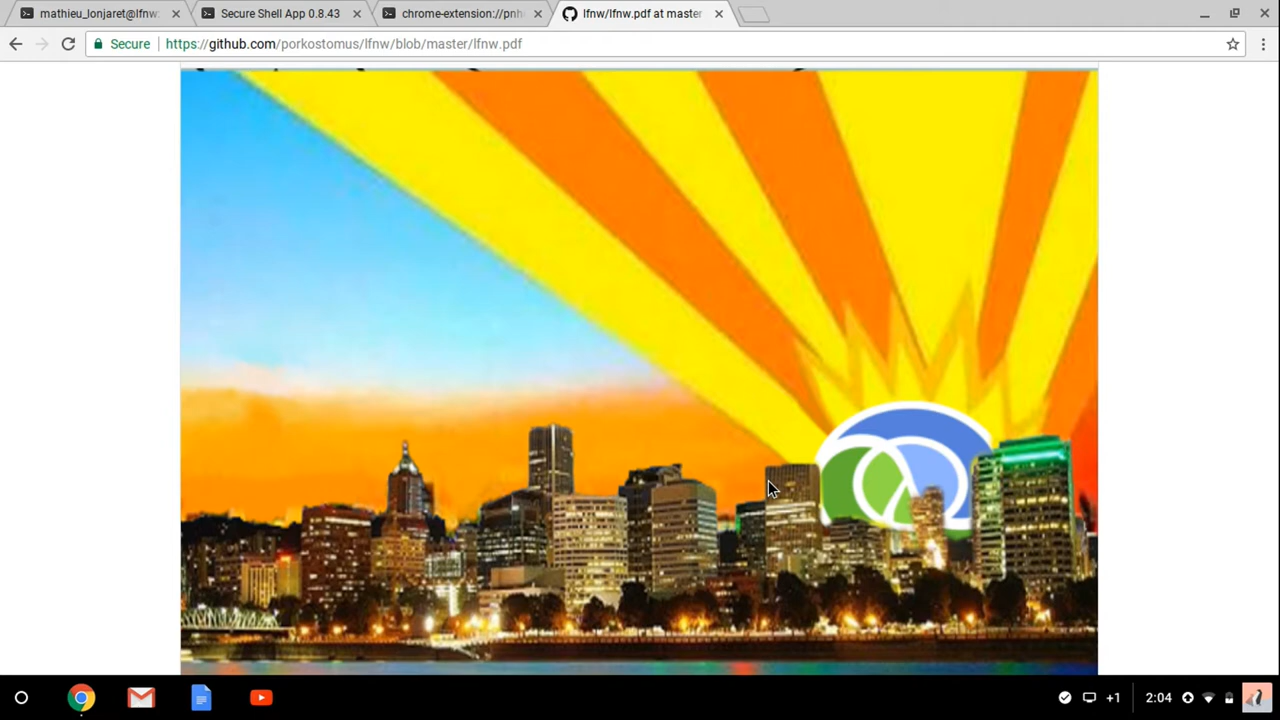 mathieu_lonjaret@lfnw:
Secure Shell App 0.8.43
chrome-extension://pnh
lfnw/lfnw.pdf at master
Secure
https://github.com/porkostomus/lfnw/blob/master/lfnw.pdf
+1
2:04